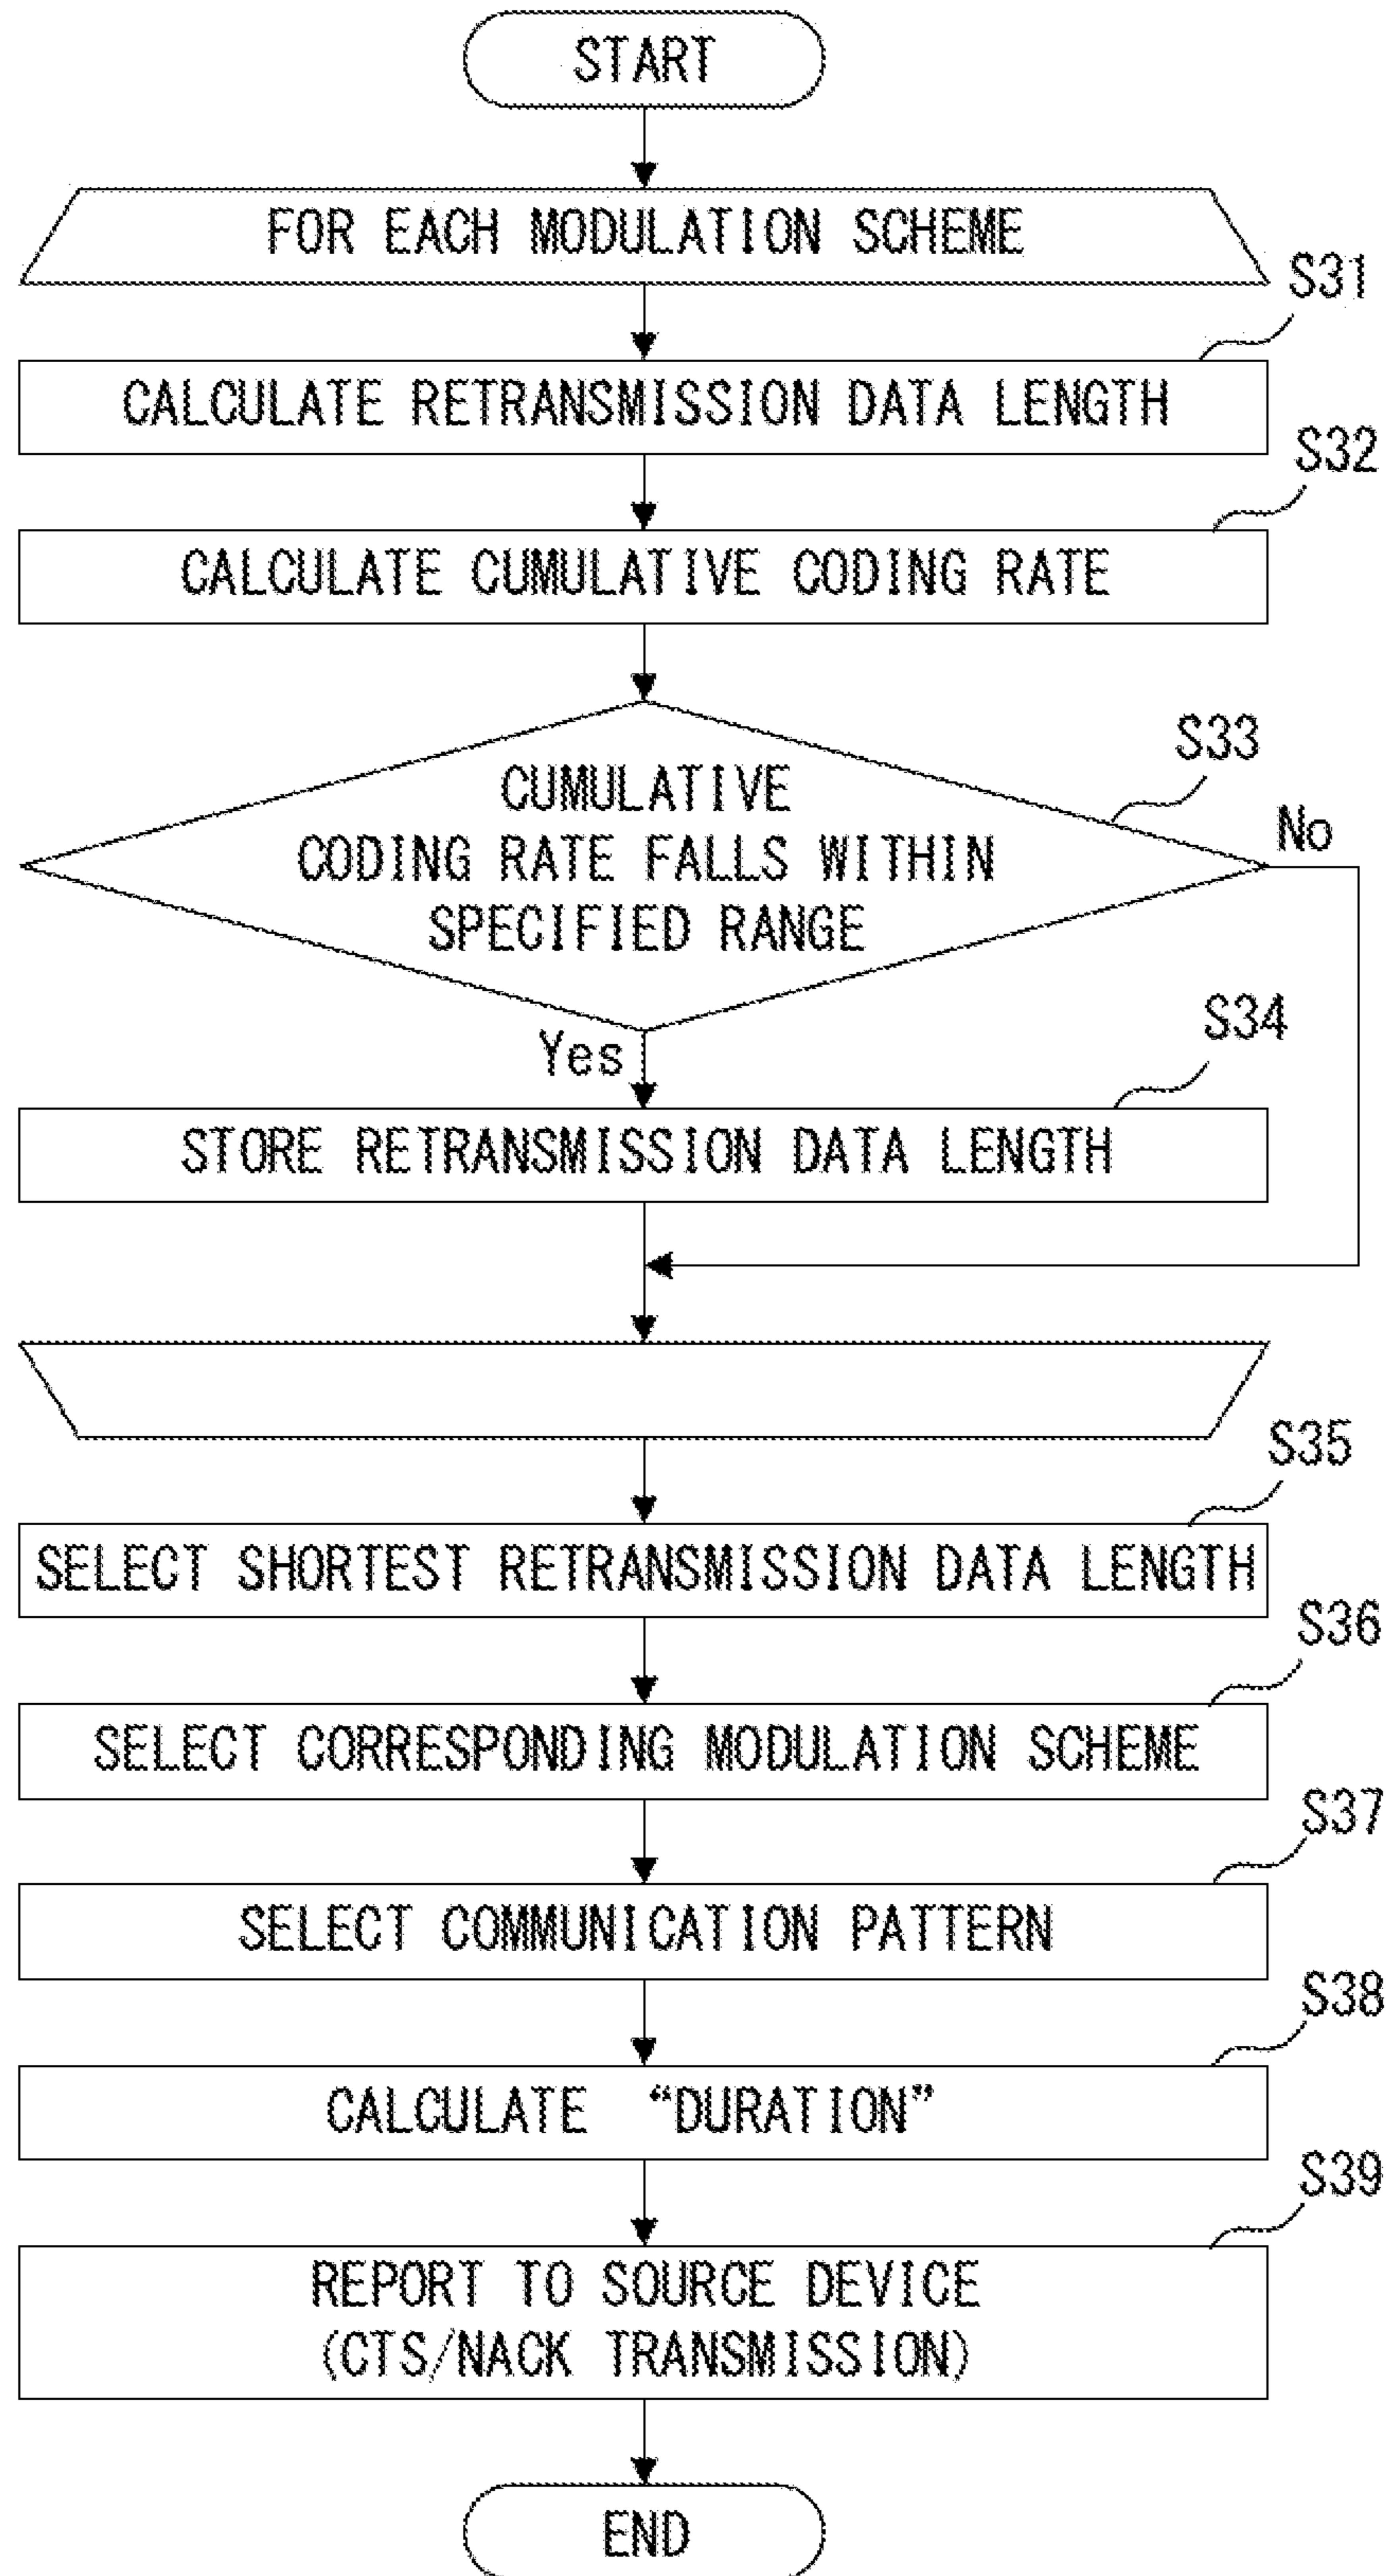 START
FOR EACH MODULATION SCHEME
S31
CALCULATE RETRANSMISSION DATA LENGTH
S32
CALCULATE CUMULATIVE CODING RATE
S33
CUMULATIVE
CODING RATE FALLS WITHIN
SPECIFIED RANGE
No
Yes
S34
STORE RETRANSMISSION DATA LENGTH
S35
SELECT SHORTEST RETRANSMISSION DATA LENGTH
S36
SELECT CORRESPONDING MODULATION SCHEME
S37
SELECT COMMUNICATION PATTERN
S38
CALCULATE “DURATION”
S39
REPORT TO SOURCE DEVICE
(CTS/NACK TRANSMISSION)
END